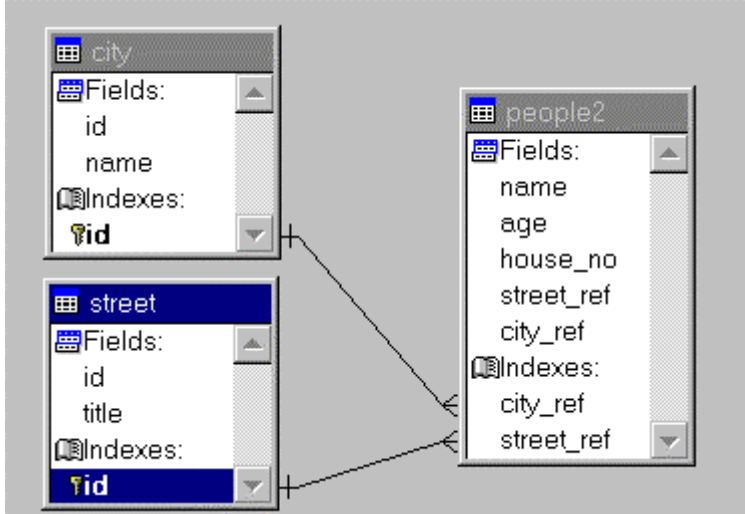 city
Fields:
id
name
Indexes:
id
street
Fields:
id
title
Indexes:
id
people2
Fields:
name
age
house_no
street_ref
city_ref
Indexes:
city_ref
street_ref